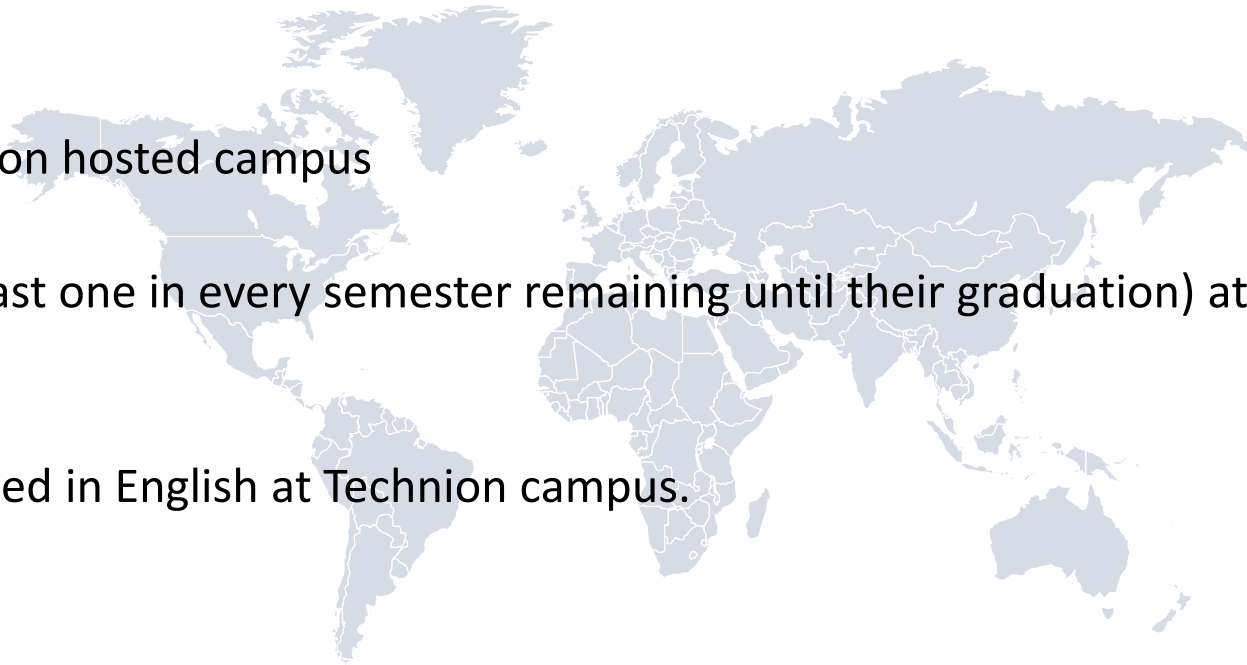 on hosted campus
ast one in every semester remaining until their graduation) at
ed in English at Technion campus.